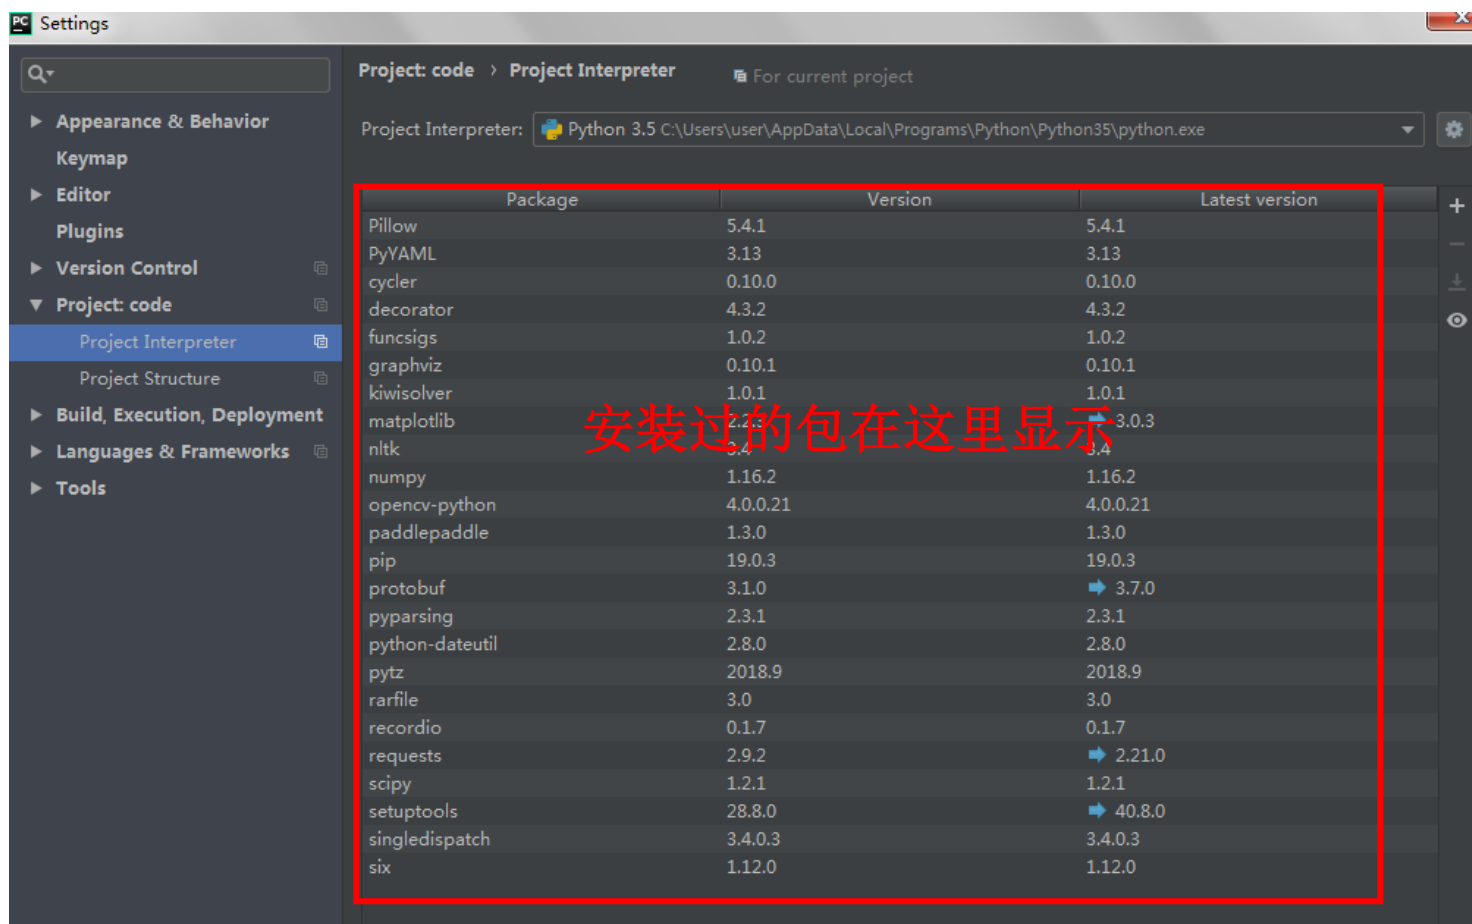 PC Settings
Project: code › Project Interpreter For current project
Appearance & Behavior
Project Interpreter: Python 3.5 C:\Users\user\AppData\Local\Programs\Python\Python35\python.exe
Keymap
Editor
Plugins
Version Control
Project: code
Project Interpreter
Project Structure
Build, Execution, Deployment
Languages & Frameworks
Tools
Package Version Latest version
Pillow 5.4.1 5.4.1
PyYAML 3.13 3.13
cycler 0.10.0 0.10.0
decorator 4.3.2 4.3.2
funcsigs 1.0.2 1.0.2
graphviz 0.10.1 0.10.1
kiwisolver 1.0.1 1.0.1
matplotlib 3.0.3
安装过的包在这里显示
nltk 3.4 3.4
numpy 1.16.2 1.16.2
opencv-python 4.0.0.21 4.0.0.21
paddlepaddle 1.3.0 1.3.0
pip 19.0.3 19.0.3
protobuf 3.1.0 3.7.0
pyparsing 2.3.1 2.3.1
python-dateutil 2.8.0 2.8.0
pytz 2018.9 2018.9
rarfile 3.0 3.0
recordio 0.1.7 0.1.7
requests 2.9.2 2.21.0
scipy 1.2.1 1.2.1
setuptools 28.8.0 40.8.0
singledispatch 3.4.0.3 3.4.0.3
six 1.12.0 1.12.0